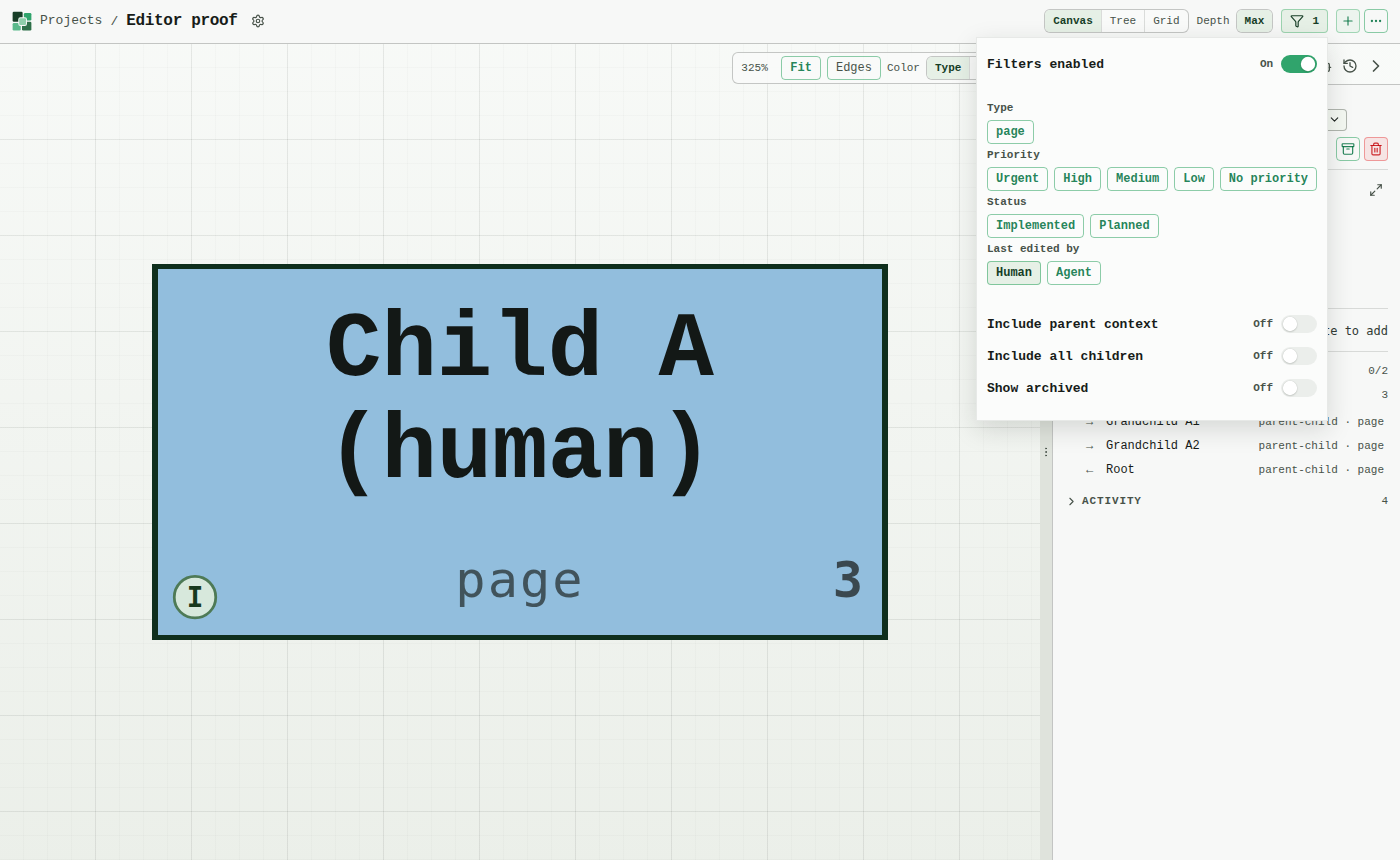 Projects / Editor proof
Canvas Tree Grid Depth Max 1
325% Fit Edges Color Type
Filters enabled On
Type
page
Priority
Urgent High Medium Low No priority
Status
Implemented Planned
Last edited by
Human Agent
Include parent context Off
Include all children Off
Show archived Off
to add
0/2
3
Grandchild A1 parent-child · page
→ Grandchild A2 parent-child · page
← Root parent-child · page
ACTIVITY 4
Child A
(human)
I page 3